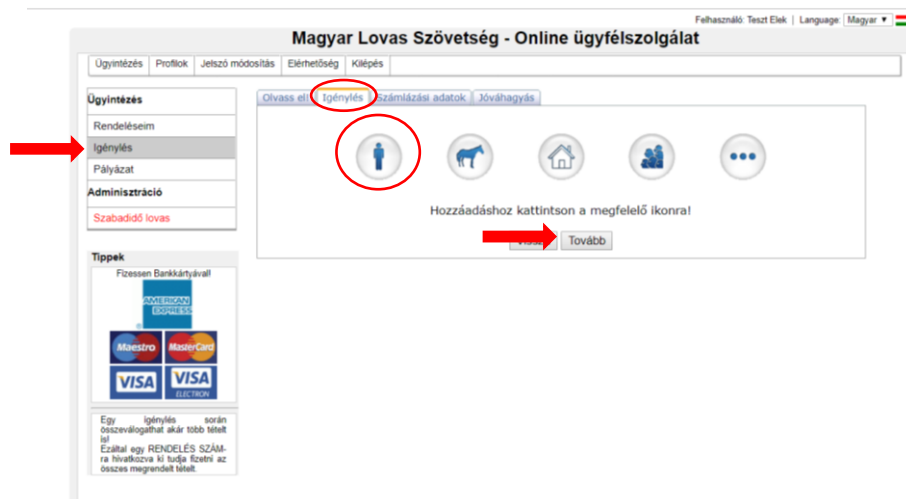 Felhasználó: Teszt Elek | Language: Magyar
Magyar Lovas Szövetség - Online ügyfélszolgálat
Ügyintézés Profilok Jelszó módosítás Elérhetőség Kilépés
Ügyintézés
Rendeléseim
Igénylés
Pályázat
Adminisztráció
Szabadidő lovas
Olvass el! Igénylés Számlázási adatok Jóváhagyás
Hozzáadáshoz kattintson a megfelelő ikonra!
Tovább
Tippek
Fizessen Bankkártyával!
AMERICAN
EXPRESS
Maestro MasterCard
VISA VISA
ELECTRON
Egy igénylés során
összeválogathat akár több tételt
is!
Ezáltal egy RENDELÉS SZÁM-
ra hivatkozva ki tudja fizetni az
összes megrendelt tételt.